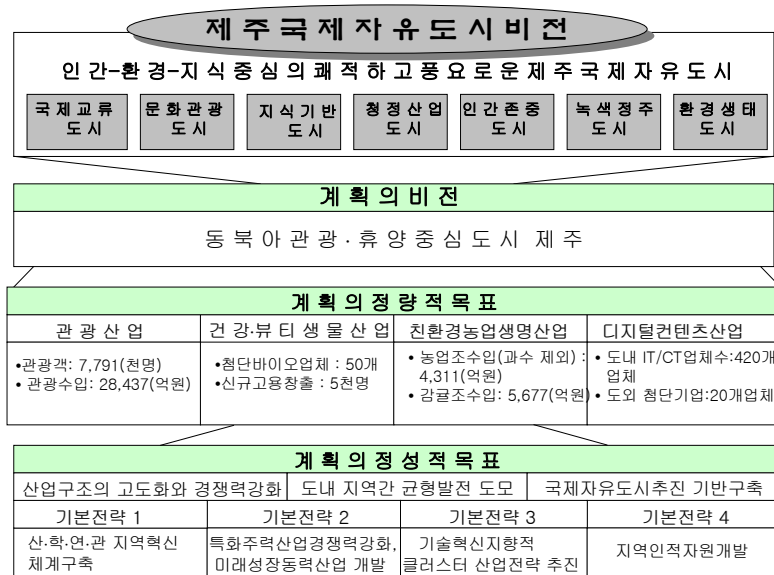 제주국제자유도시비전
인간-환경-지식중심의쾌적하고풍요로운제주국제자유도시
국제교류 문화관광 지식기반 청정산업 인간존중 녹색정주 환경생태
도시 도시 도시 도시 도시 도시 도시
계획의비전
동북아관광·휴양중심도시 제주
계획의정량적목표
관광산업 건강·뷰티생물산업 친환경농업생명산업 디지털컨텐츠산업
•관광객: 7,791(천명)
• 관광수입: 28,437(억원)
•첨단바이오업체 : 50개
•신규고용창출 : 5천명
• 농업조수입(과수 제외) :
4,311(억원)
• 감귤조수입: 5,677(억원)
• 도내 IT/CT업체수:420개
업체
• 도외 첨단기업:20개업체
계획의정성적목표
산업구조의 고도화와 경쟁력강화 도내 지역간 균형발전 도모 국제자유도시추진 기반구축
기본전략 1 기본전략 2 기본전략 3 기본전략 4
산·학·연·관 지역혁신
체계구축
특화주력산업경쟁력강화,
미래성장동력산업 개발
기술혁신지향적
클러스터 산업전략 추진
지역인적자원개발